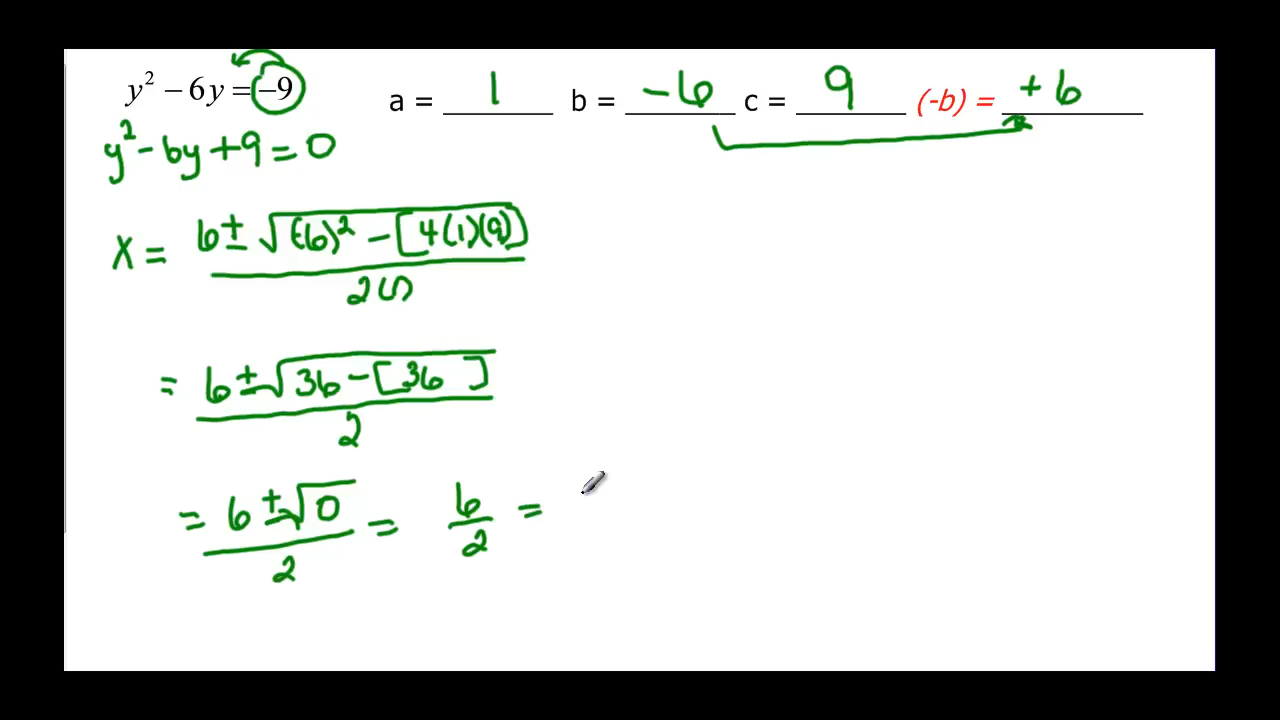 y² − 6y = −9
a = 1 b = -6 c = 9 (-b) = +6
y² - 6y + 9 = 0
x = 6 ± √(-6)² - [4(1)(9)] / 2(1)
= 6 ± √36 - [36] / 2
= 6 ± √0 / 2 = 6/2 =